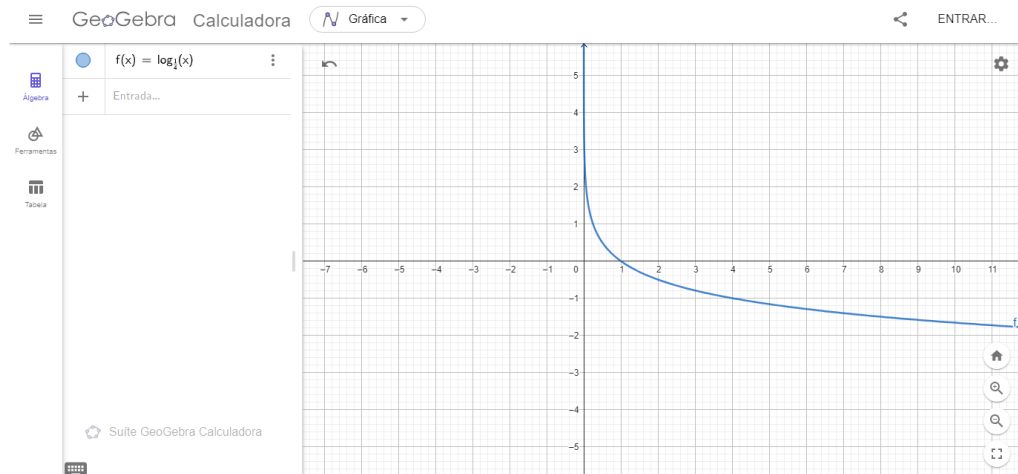 GeoGebra Calculadora
Gráfica
ENTRAR...
Álgebra
Ferramentas
Tabela
f(x) = log¼(x)
Entrada...
5
4
3
2
1
−7 −6 −5 −4 −3 −2 −1 0 1 2 3 4 5 6 7 8 9 10 11
−1
−2
−3
−4
−5
f
Suíte GeoGebra Calculadora